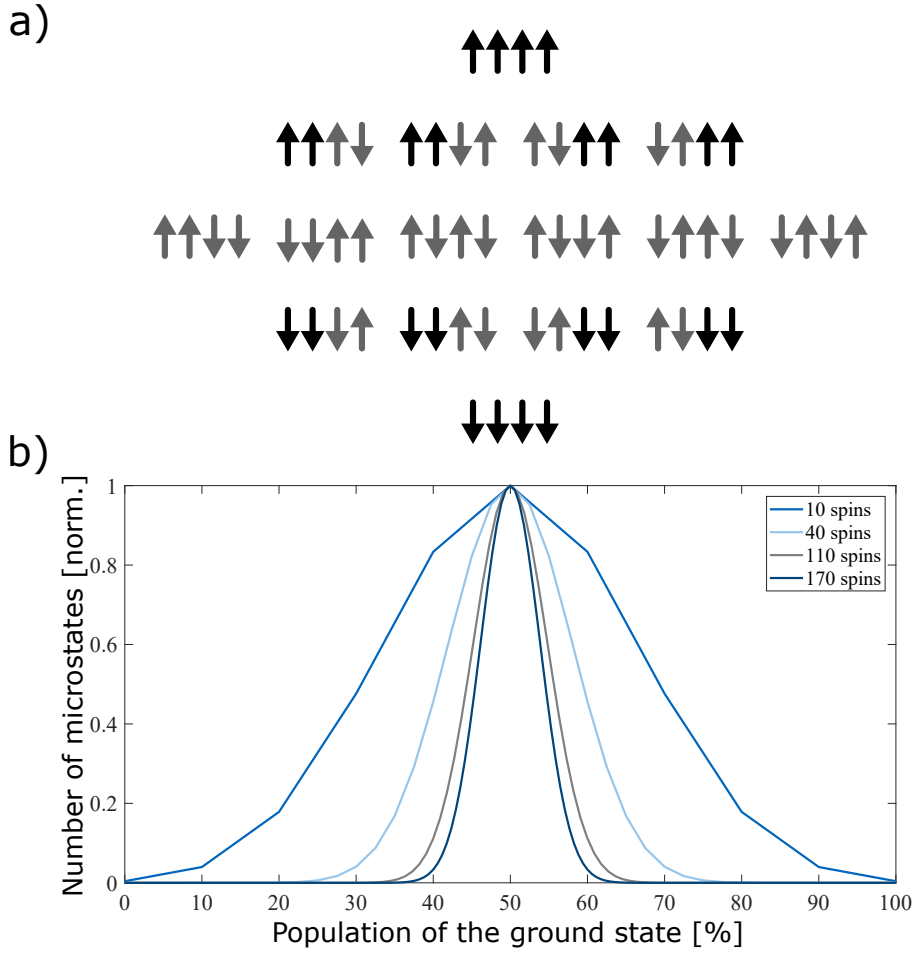 a)
b)
Number of microstates [norm.]
1
0.8
0.6
0.4
0.2
0
10 spins
40 spins
110 spins
170 spins
0 10 20 30 40 50 60 70 80 90 100
Population of the ground state [%]